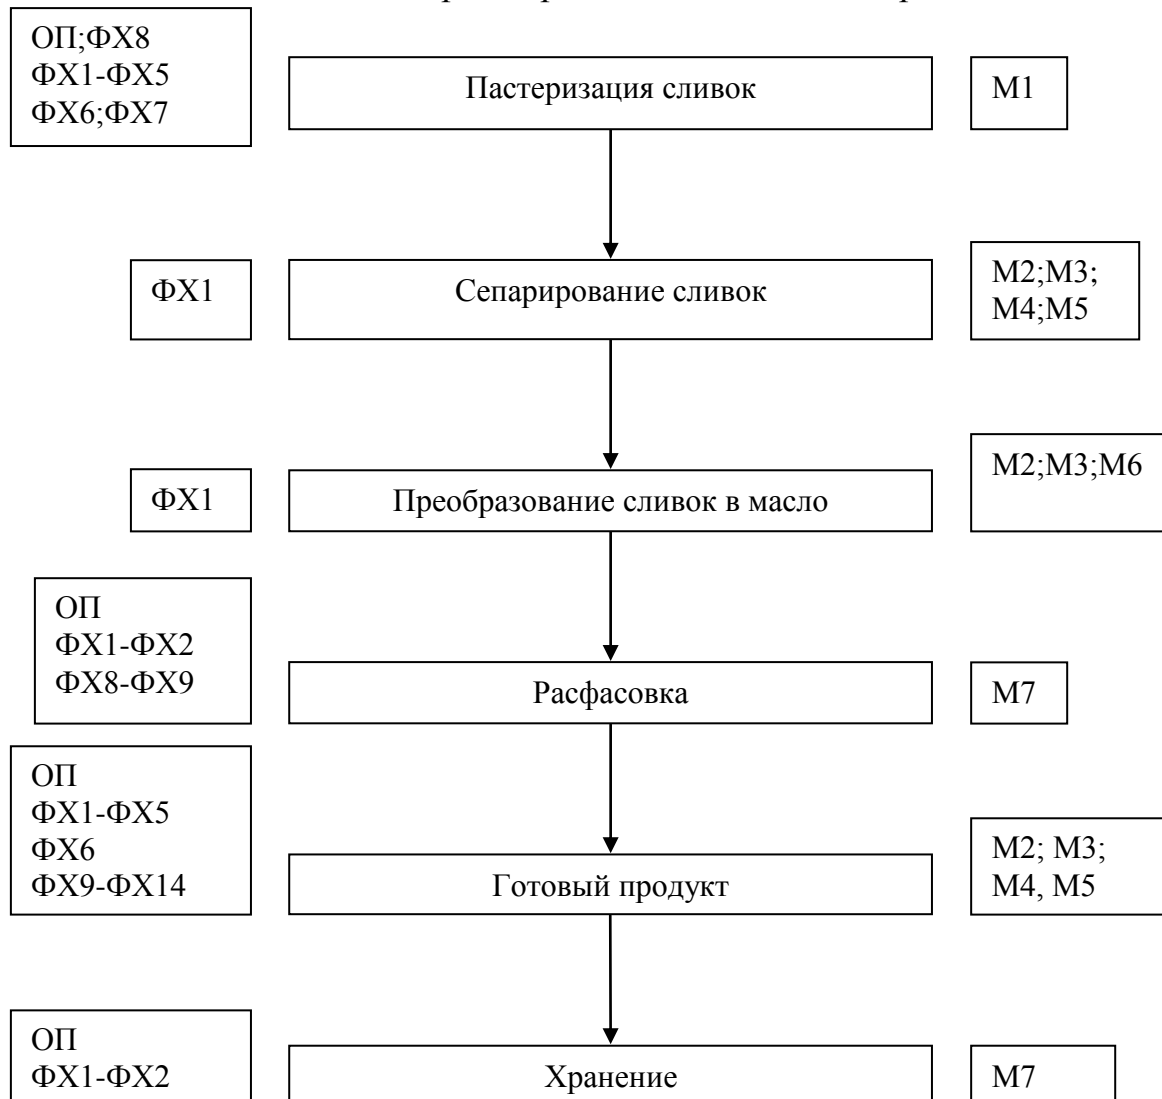 ОП;ФХ8
ФХ1-ФХ5
ФХ6;ФХ7
Пастеризация сливок
М1
ФХ1
Сепарирование сливок
М2;М3;
М4;М5
ФХ1
Преобразование сливок в масло
М2;М3;М6
ОП
ФХ1-ФХ2
ФХ8-ФХ9
Расфасовка
М7
ОП
ФХ1-ФХ5
ФХ6
ФХ9-ФХ14
Готовый продукт
М2; М3;
М4, М5
ОП
ФХ1-ФХ2
Хранение
М7